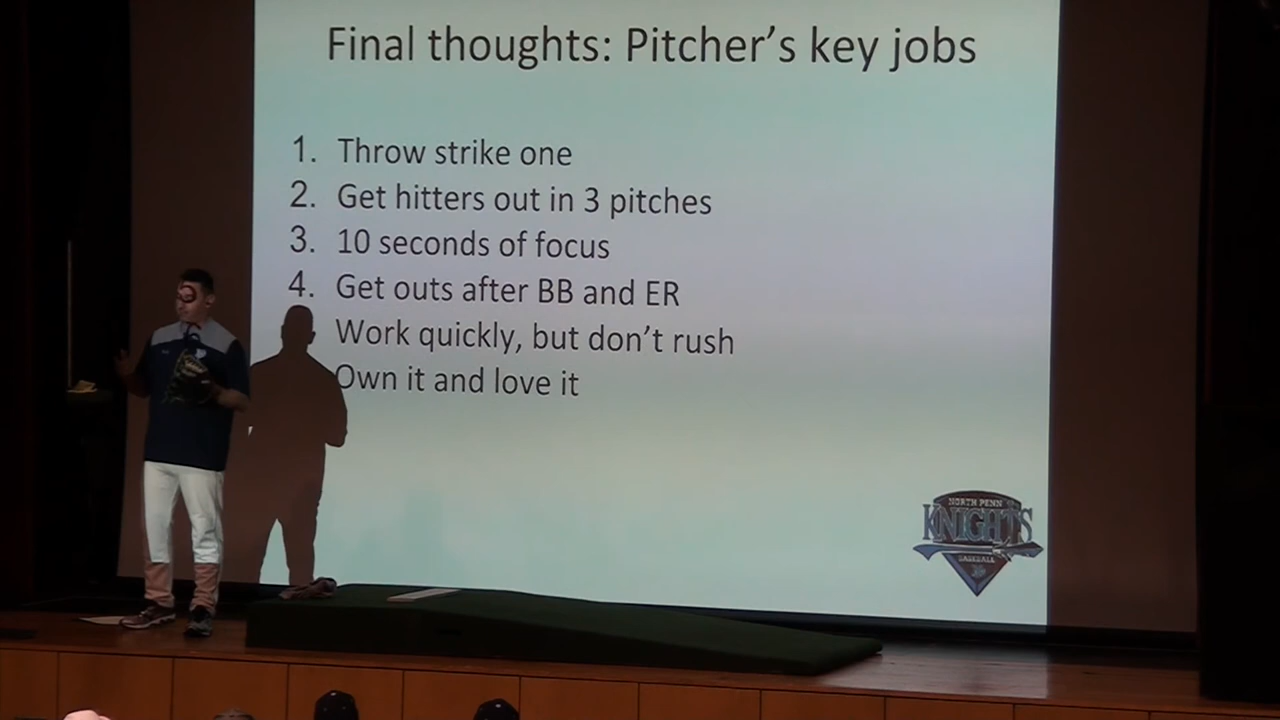 Final thoughts: Pitcher's key jobs
1. Throw strike one
2. Get hitters out in 3 pitches
3. 10 seconds of focus
4. Get outs after BB and ER
Work quickly, but don't rush
Own it and love it
NORTH PENN
KNIGHTS
BASEBALL